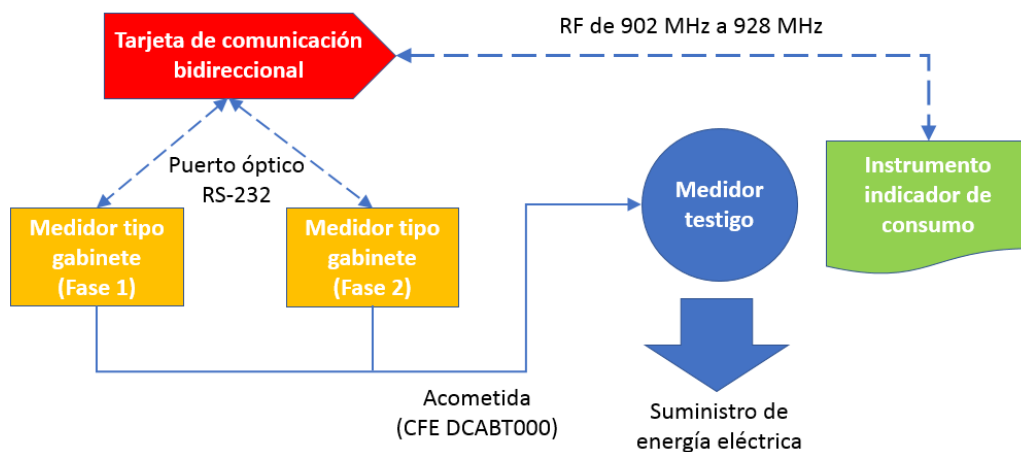 Tarjeta de comunicación
bidireccional
RF de 902 MHz a 928 MHz
Puerto óptico
RS-232
Medidor tipo
gabinete
(Fase 1)
Medidor tipo
gabinete
(Fase 2)
Medidor
testigo
Instrumento
indicador de
consumo
Acometida
(CFE DCABT000)
Suministro de
energía eléctrica